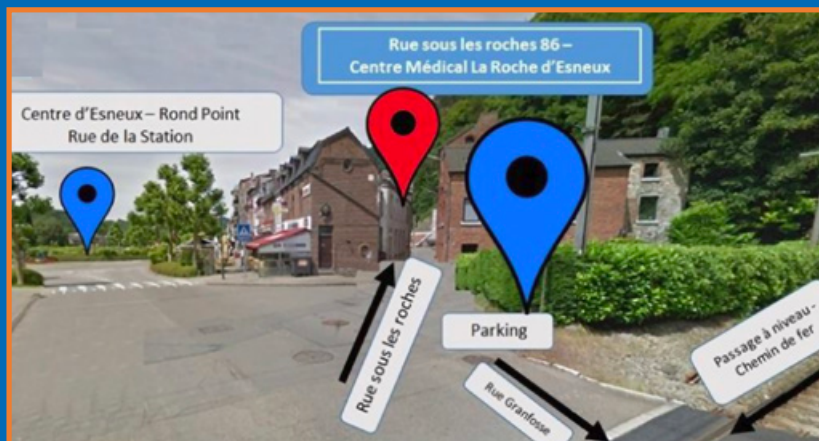 Rue sous les roches 86 –
Centre Médical La Roche d'Esneux
Centre d'Esneux – Rond Point
Rue de la Station
Parking
Rue sous les roches
Rue Granfosse
Passage à niveau -
Chemin de fer